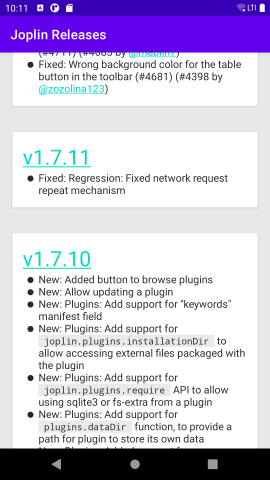 10:11
LTE
Joplin Releases
(#4711) (#4683 by
Fixed: Wrong background color for the table
button in the toolbar (#4681) (#4398 by
@zozolina123)
v1.7.11
Fixed: Regression: Fixed network request
repeat mechanism
v1.7.10
New: Added button to browse plugins
New: Allow updating a plugin
New: Plugins: Add support for "keywords"
manifest field
New: Plugins: Add support for
joplin.plugins.installationDir to
allow accessing external files packaged with
the plugin
New: Plugins: Add support for
joplin.plugins.require API to allow
using sqlite3 or fs-extra from a plugin
New: Plugins: Add support for
plugins.dataDir function, to provide a
path for plugin to store its own data